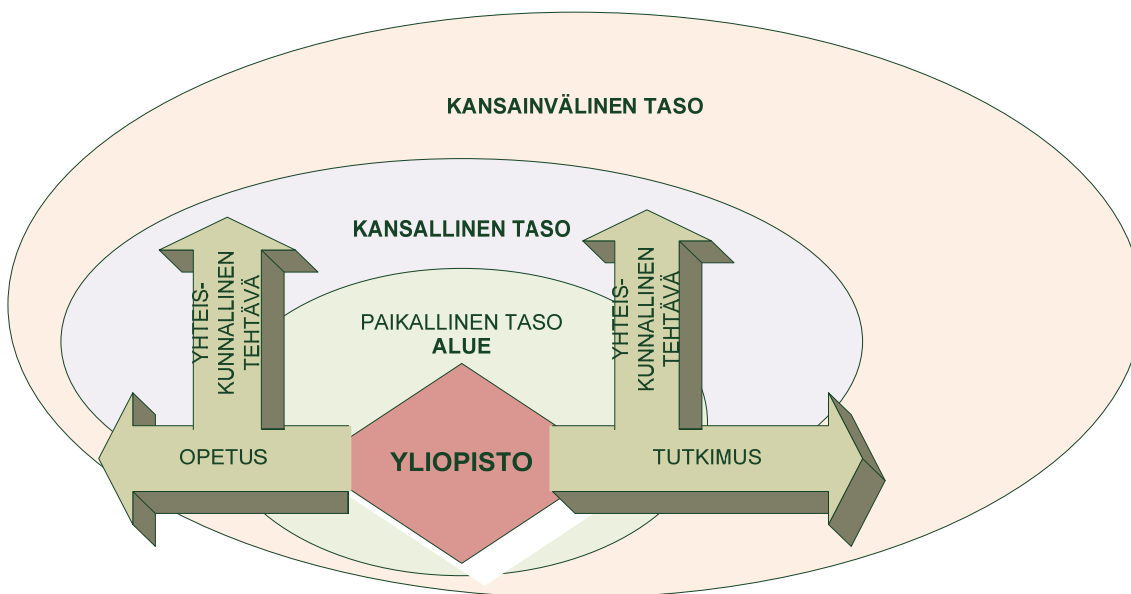 KANSAINVÄLINEN TASO
KANSALLINEN TASO
YHTEIS-
KUNNALLINEN
TEHTÄVÄ
YHTEIS-
KUNNALLINEN
TEHTÄVÄ
PAIKALLINEN TASO
ALUE
OPETUS
YLIOPISTO
TUTKIMUS